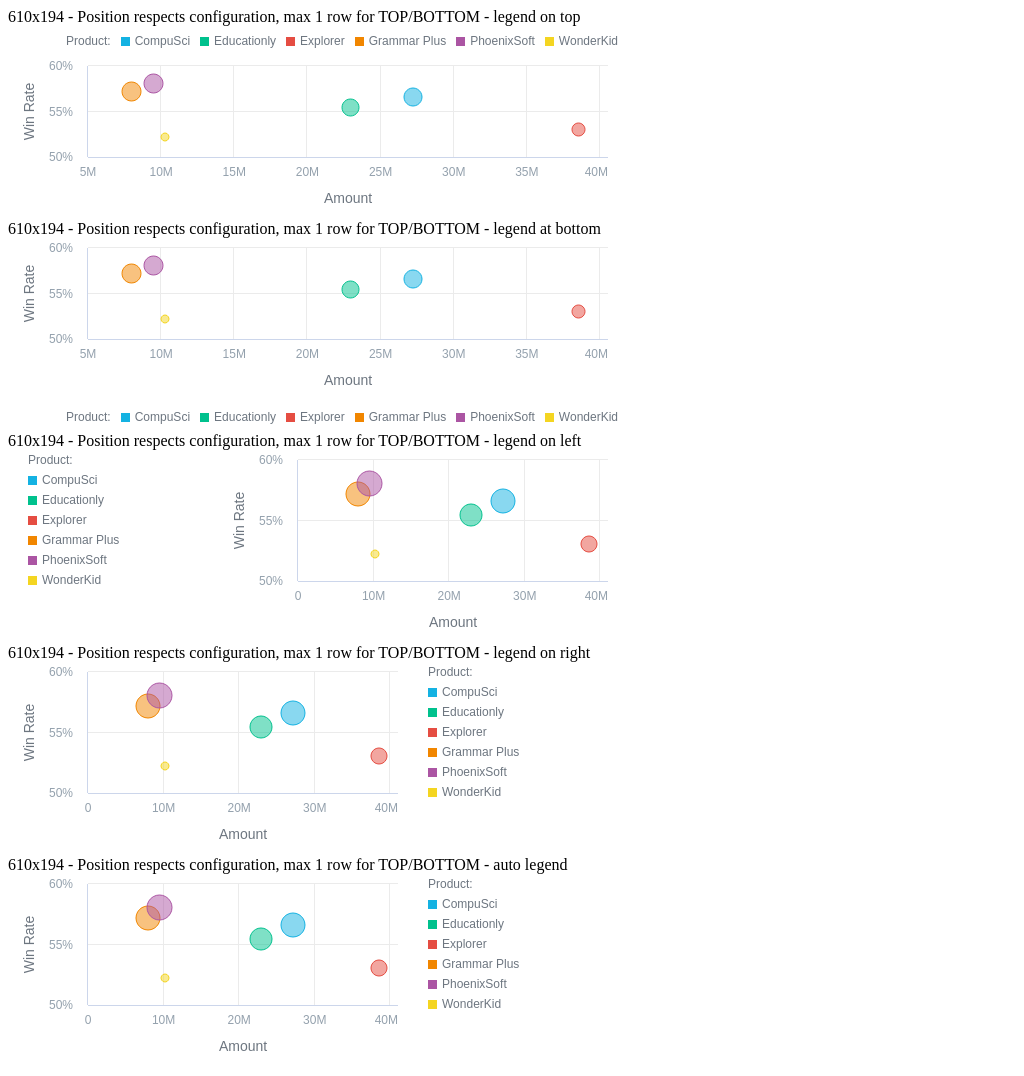 610x194 - Position respects configuration, max 1 row for TOP/BOTTOM - legend on top
Product: CompuSci Educationly Explorer Grammar Plus PhoenixSoft WonderKid
60%
55%
50%
Win Rate
5M 10M 15M 20M 25M 30M 35M 40M
Amount
610x194 - Position respects configuration, max 1 row for TOP/BOTTOM - legend at bottom
60%
55%
50%
Win Rate
5M 10M 15M 20M 25M 30M 35M 40M
Amount
Product: CompuSci Educationly Explorer Grammar Plus PhoenixSoft WonderKid
610x194 - Position respects configuration, max 1 row for TOP/BOTTOM - legend on left
Product:
CompuSci
Educationly
Explorer
Grammar Plus
PhoenixSoft
WonderKid
60%
55%
50%
Win Rate
0 10M 20M 30M 40M
Amount
610x194 - Position respects configuration, max 1 row for TOP/BOTTOM - legend on right
60%
55%
50%
Win Rate
0 10M 20M 30M 40M
Amount
Product:
CompuSci
Educationly
Explorer
Grammar Plus
PhoenixSoft
WonderKid
610x194 - Position respects configuration, max 1 row for TOP/BOTTOM - auto legend
60%
55%
50%
Win Rate
0 10M 20M 30M 40M
Amount
Product:
CompuSci
Educationly
Explorer
Grammar Plus
PhoenixSoft
WonderKid